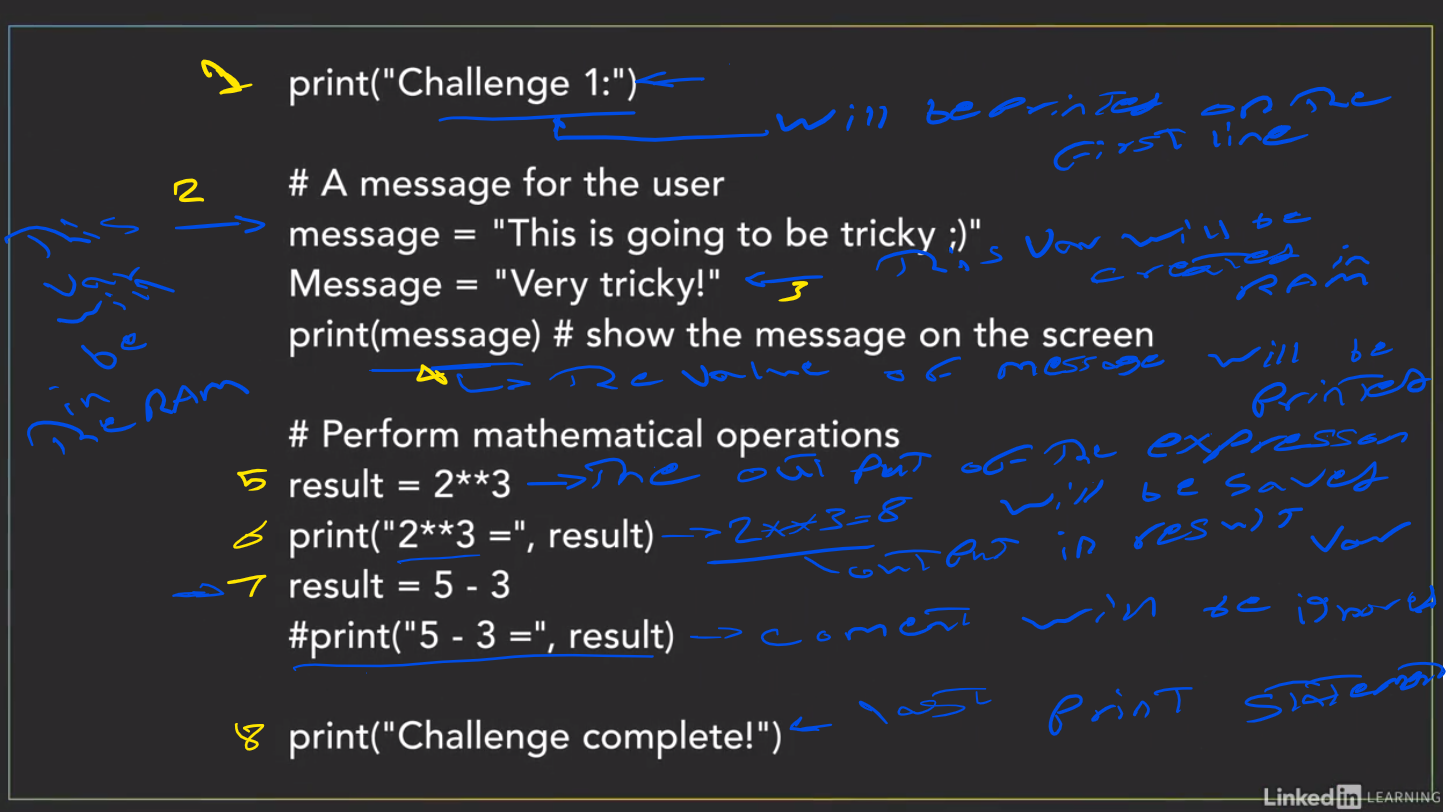 1 print("Challenge 1:")
will be printed on the
first line
2
# A message for the user
This
var
will
be
in
The RAM
message = "This is going to be tricky ;)"
This var will be
created in
RAM
Message = "Very tricky!" 3
print(message) # show the message on the screen
4 The value of message will be
printed
# Perform mathematical operations
5 result = 2**3 The out put of The expresson
will be saved
in result var
6 print("2**3 =", result) 2**3=8
output
7 result = 5 - 3
#print("5 - 3 =", result) coment will be ignored
8 print("Challenge complete!") last print statement
Linkedin LEARNING